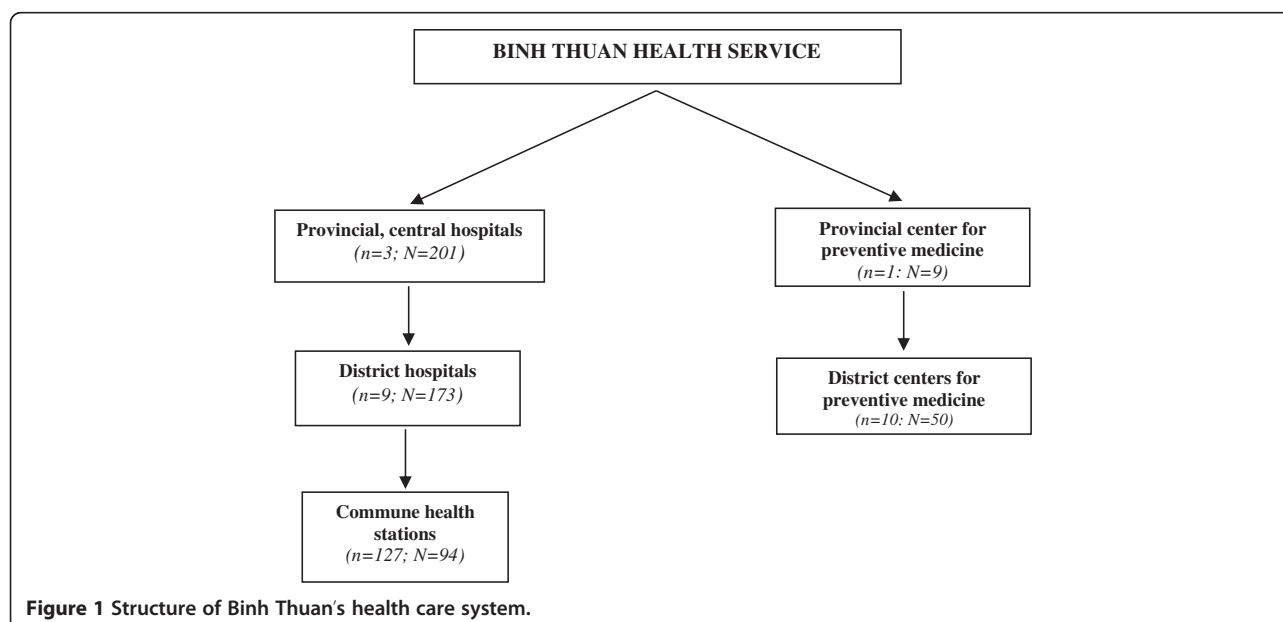 BINH THUAN HEALTH SERVICE
Provincial, central hospitals
(n=3; N=201)
Provincial center for
preventive medicine
(n=1: N=9)
District hospitals
(n=9; N=173)
District centers for
preventive medicine
(n=10: N=50)
Commune health
stations
(n=127; N=94)
Figure 1 Structure of Binh Thuan's health care system.